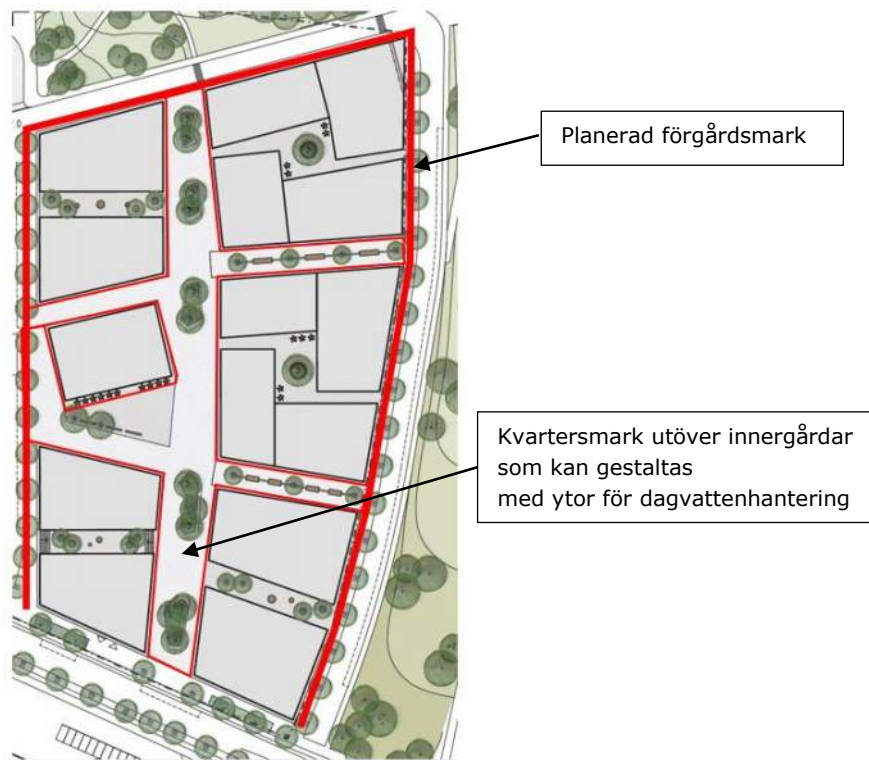 Planerad förgårdsmark
Kvartersmark utöver innergårdar
som kan gestaltas
med ytor för dagvattenhantering